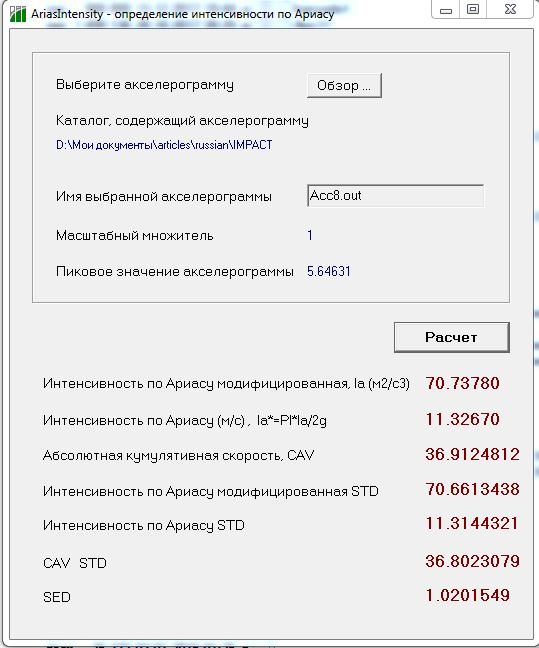 AriasIntensity - определение интенсивности по Ариасу
Выберите акселерограмму Обзор ...
Каталог, содержащий акселерограмму
D:\Мои документы\articles\russian\IMPACT
Имя выбранной акселерограммы Acc8.out
Масштабный множитель 1
Пиковое значение акселерограммы 5.64631
Расчет
Интенсивность по Ариасу модифицированная, Ia (м2/с3) 70.73780
Интенсивность по Ариасу (м/с) , Ia*=PI*Ia/2g 11.32670
Абсолютная кумулятивная скорость, CAV 36.9124812
Интенсивность по Ариасу модифицированная STD 70.6613438
Интенсивность по Ариасу STD 11.3144321
CAV STD 36.8023079
SED 1.0201549